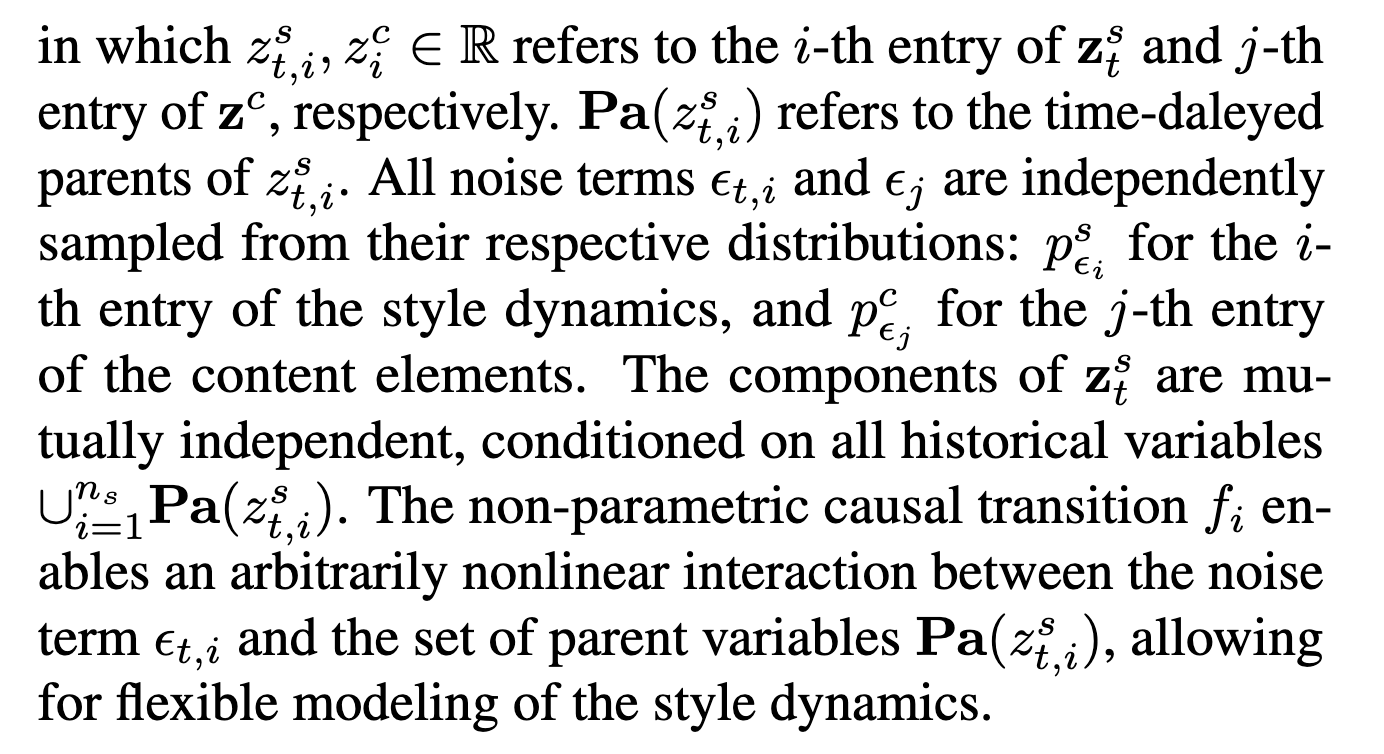 in which $z^s_{t,i}, z^c_i \in \mathbb{R}$ refers to the $i$-th entry of $\mathbf{z}^s_t$ and $j$-th
entry of $\mathbf{z}^c$, respectively. $\mathbf{Pa}(z^s_{t,i})$ refers to the time-daleyed
parents of $z^s_{t,i}$. All noise terms $\epsilon_{t,i}$ and $\epsilon_j$ are independently
sampled from their respective distributions: $p^s_{\epsilon_i}$ for the $i$-
th entry of the style dynamics, and $p^c_{\epsilon_j}$ for the $j$-th entry
of the content elements. The components of $\mathbf{z}^s_t$ are mu-
tually independent, conditioned on all historical variables
$\cup_{i=1}^{n_s} \mathbf{Pa}(z^s_{t,i})$. The non-parametric causal transition $f_i$ en-
ables an arbitrarily nonlinear interaction between the noise
term $\epsilon_{t,i}$ and the set of parent variables $\mathbf{Pa}(z^s_{t,i})$, allowing
for flexible modeling of the style dynamics.